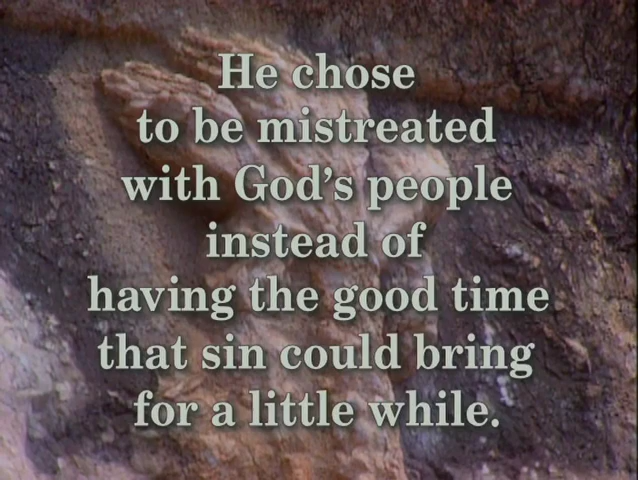 He chose
to be mistreated
with God’s people
instead of
having the good time
that sin could bring
for a little while.